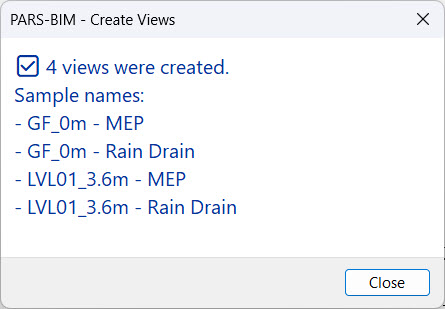 PARS-BIM - Create Views
4 views were created.
Sample names:
- GF_0m - MEP
- GF_0m - Rain Drain
- LVL01_3.6m - MEP
- LVL01_3.6m - Rain Drain
Close